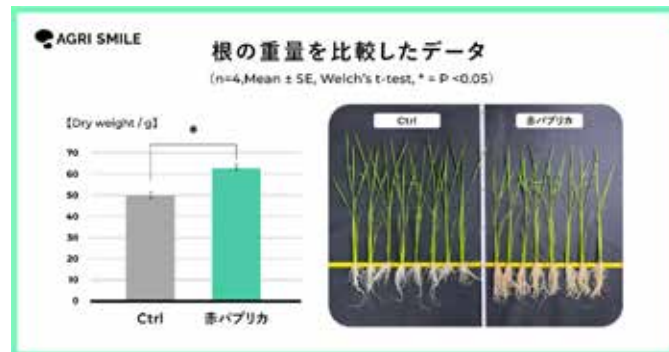 AGRI SMILE
根の重量を比較したデータ
(n=4,Mean ± SE, Welch's t-test, * = P <0.05)
【Dry weight / g】
*
70
60
50
40
30
20
10
0
Ctrl
赤パプリカ
Ctrl
赤パプリカ